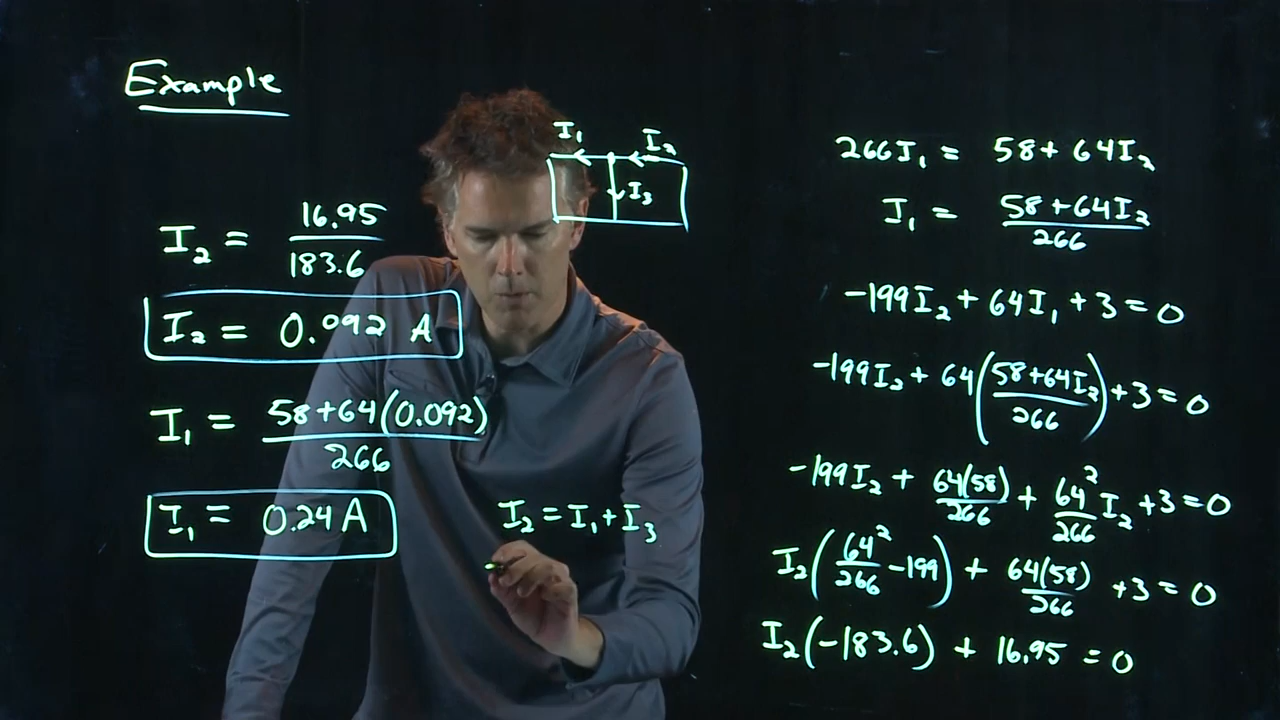 Example
I₁ I₂
I₃
I₂ = 16.95 / 183.6
I₂ = 0.092 A
I₁ = 58+64(0.092) / 266
I₁ = 0.24 A
I₂ = I₁ + I₃
266I₁ = 58 + 64I₂
I₁ = 58+64I₂ / 266
-199I₂ + 64I₁ + 3 = 0
-199I₂ + 64(58+64I₂ / 266) + 3 = 0
-199I₂ + 64(58)/266 + 64²/266 I₂ + 3 = 0
I₂(64²/266 - 199) + 64(58)/266 + 3 = 0
I₂(-183.6) + 16.95 = 0